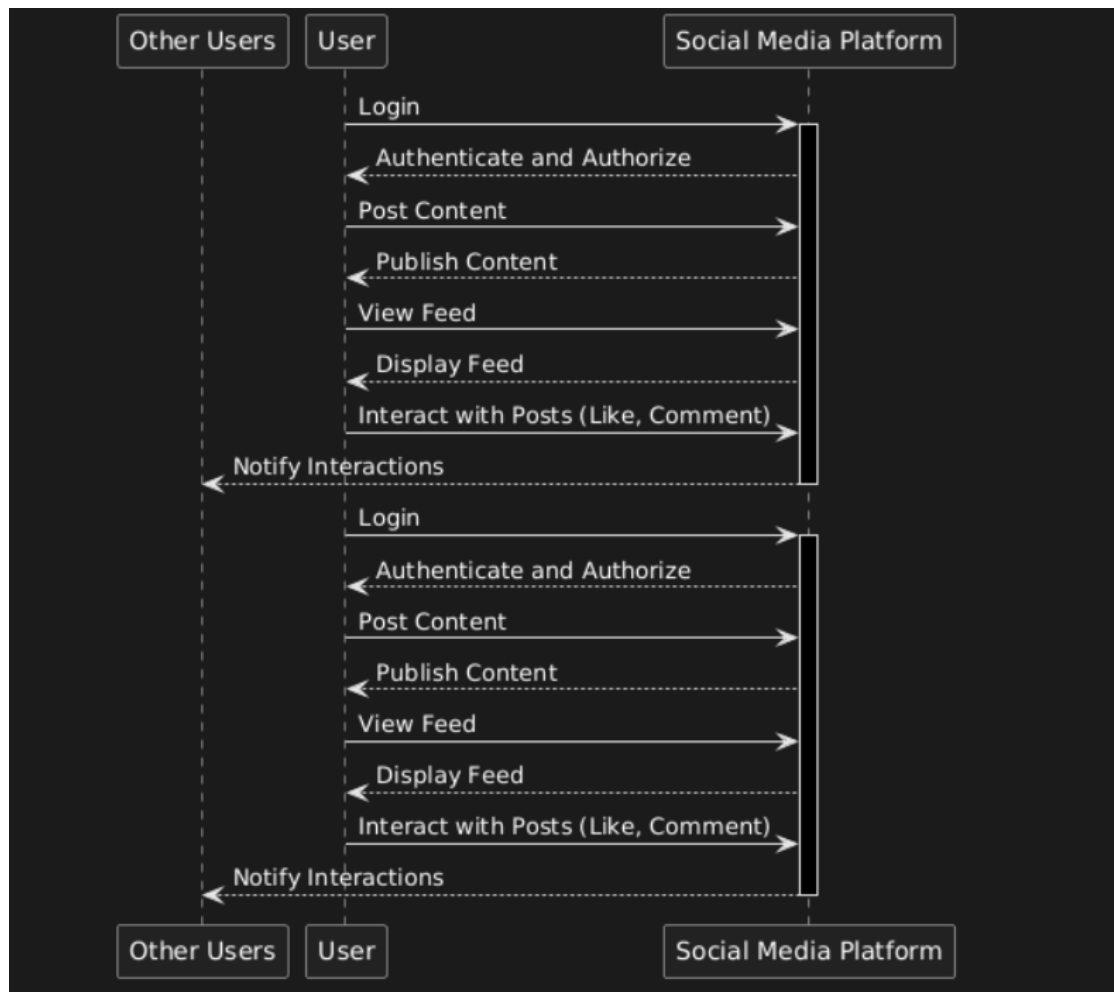 Other Users User Social Media Platform
Login
Authenticate and Authorize
Post Content
Publish Content
View Feed
Display Feed
Interact with Posts (Like, Comment)
Notify Interactions
Login
Authenticate and Authorize
Post Content
Publish Content
View Feed
Display Feed
Interact with Posts (Like, Comment)
Notify Interactions
Other Users User Social Media Platform